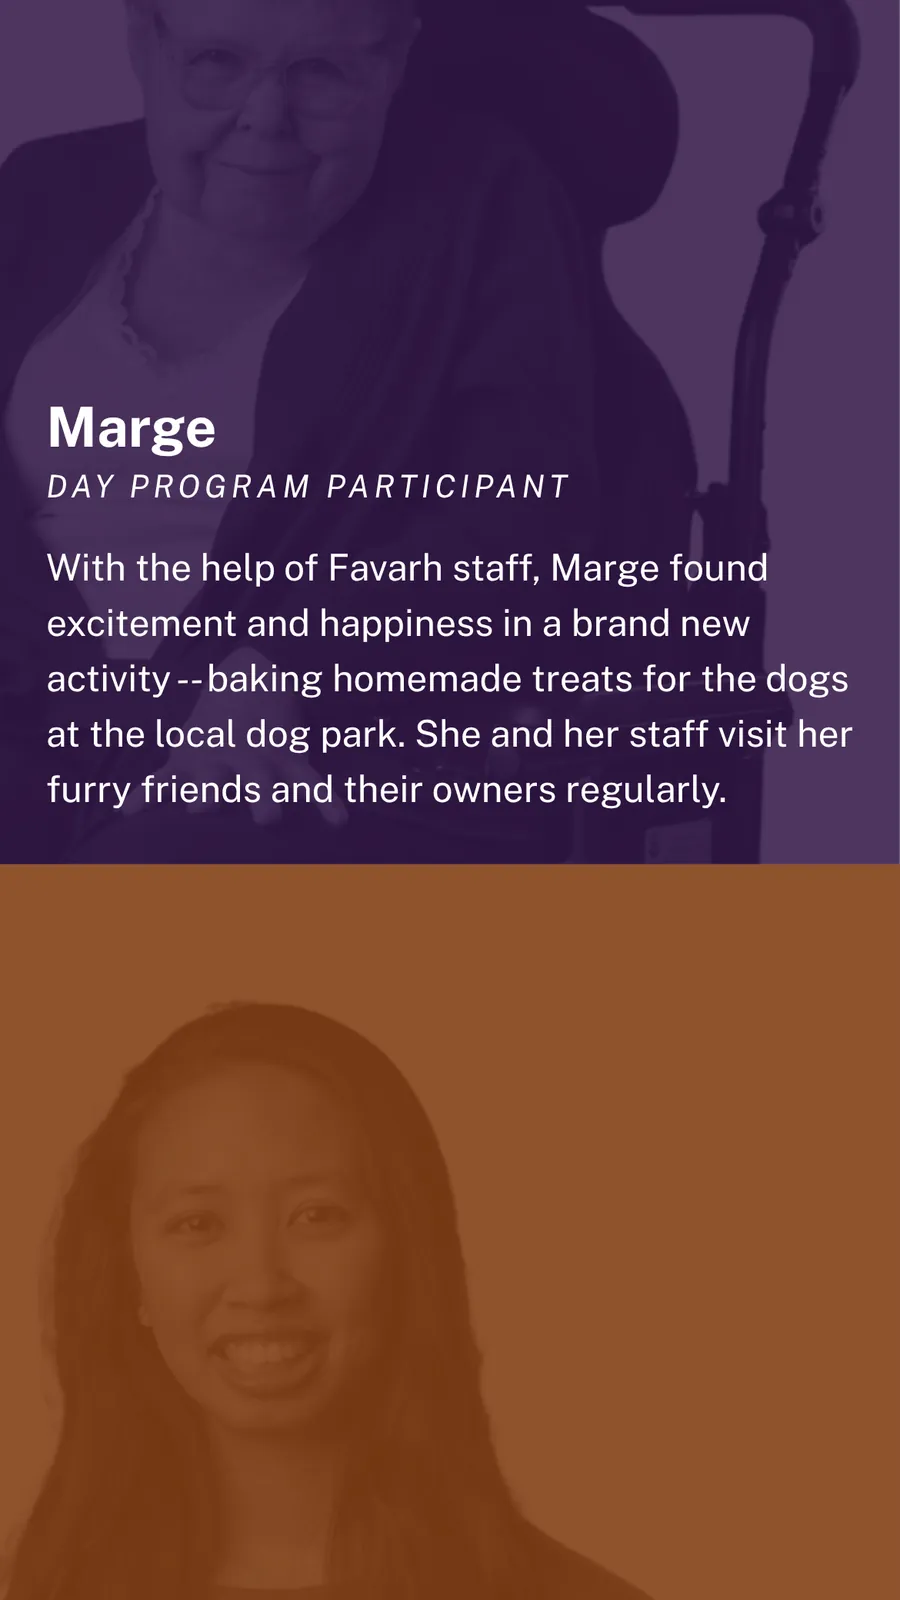 Marge
DAY PROGRAM PARTICIPANT
With the help of Favarh staff, Marge found
excitement and happiness in a brand new
activity -- baking homemade treats for the dogs
at the local dog park. She and her staff visit her
furry friends and their owners regularly.